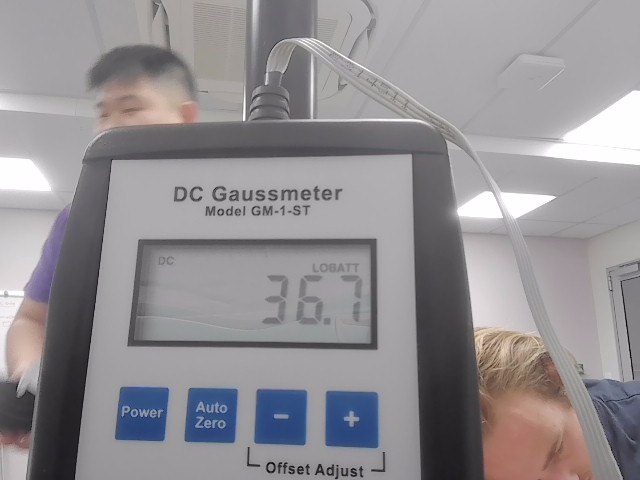 DC Gaussmeter
Model GM-1-ST
DC
LOBATT
36.7
Power
Auto
Zero
-
+
Offset Adjust